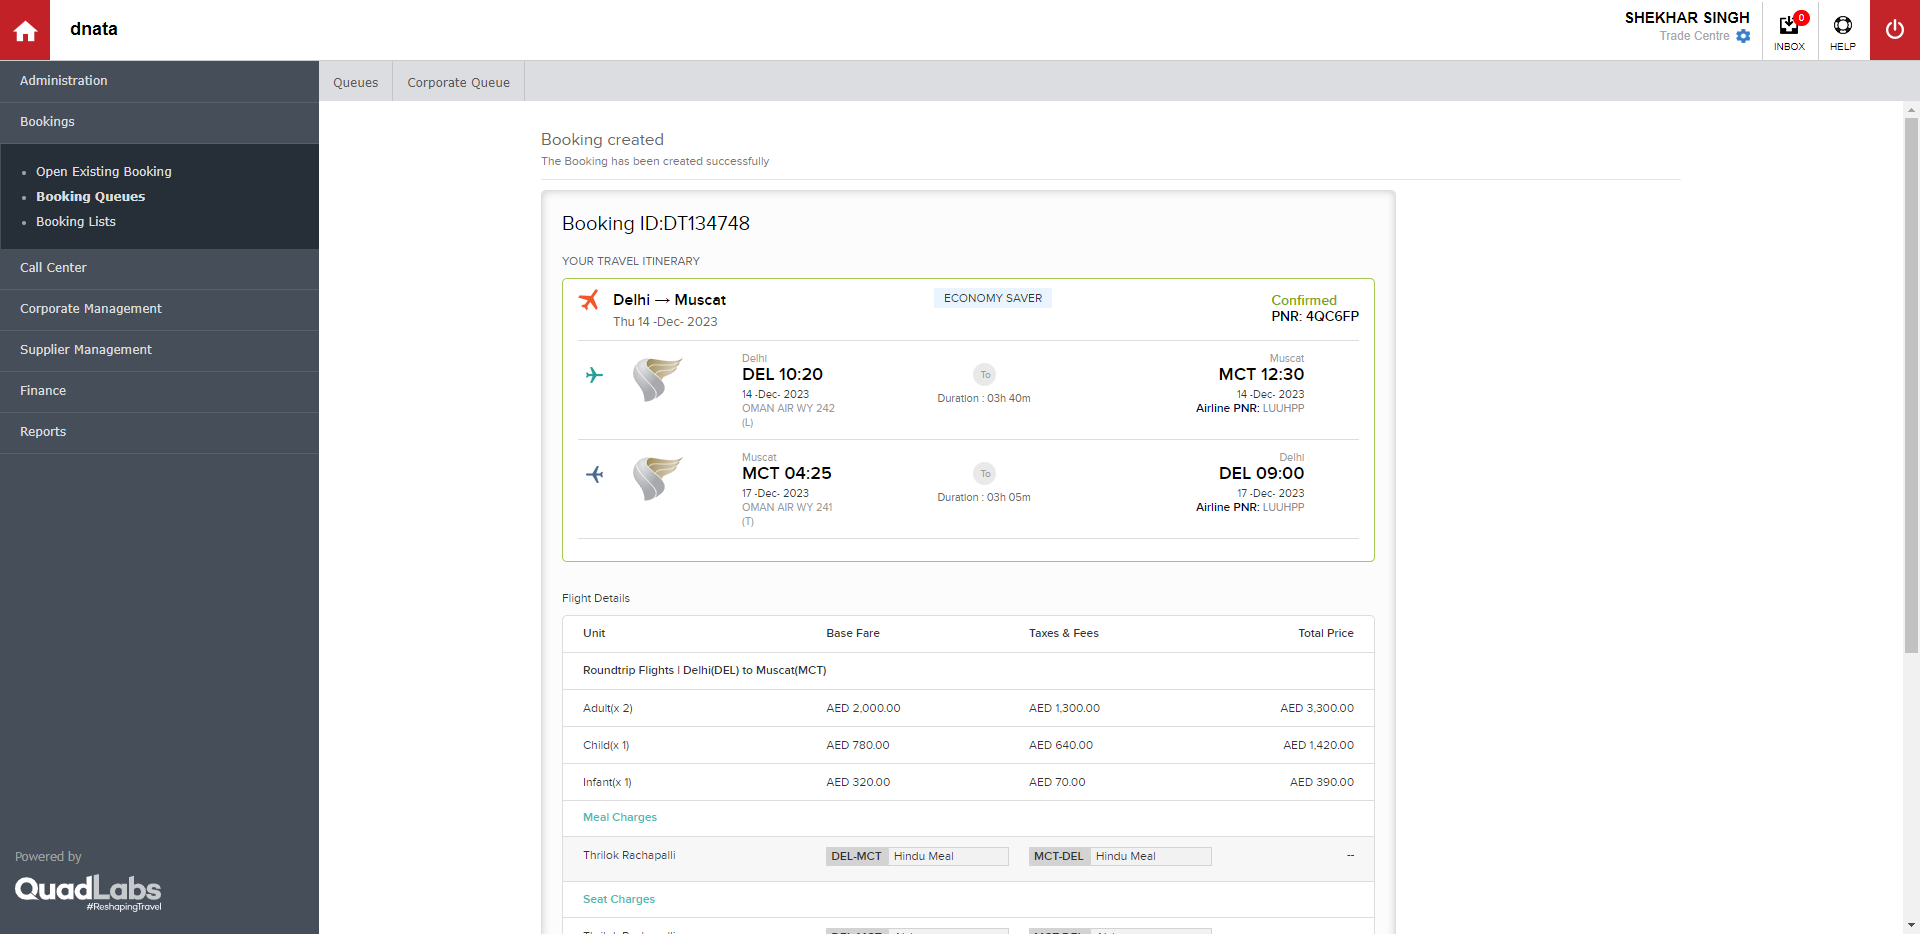 dnata
SHEKHAR SINGH
Trade Centre
0
INBOX
HELP
Administration
Bookings
Open Existing Booking
Booking Queues
Booking Lists
Call Center
Corporate Management
Supplier Management
Finance
Reports
Powered by
QuadLabs
#ReshapingTravel
Queues
Corporate Queue
Booking created
The Booking has been created successfully
Booking ID:DT134748
YOUR TRAVEL ITINERARY
Delhi → Muscat ECONOMY SAVER Confirmed
Thu 14 -Dec- 2023 PNR: 4QC6FP
Delhi Muscat
DEL 10:20 To MCT 12:30
14 -Dec- 2023 Duration : 03h 40m 14 -Dec- 2023
OMAN AIR WY 242 Airline PNR: LUUHPP
(L)
Muscat Delhi
MCT 04:25 To DEL 09:00
17 -Dec- 2023 Duration : 03h 05m 17 -Dec- 2023
OMAN AIR WY 241 Airline PNR: LUUHPP
(T)
Flight Details
Unit Base Fare Taxes & Fees Total Price
Roundtrip Flights | Delhi(DEL) to Muscat(MCT)
Adult(x 2) AED 2,000.00 AED 1,300.00 AED 3,300.00
Child(x 1) AED 780.00 AED 640.00 AED 1,420.00
Infant(x 1) AED 320.00 AED 70.00 AED 390.00
Meal Charges
Thrilok Rachapalli DEL-MCT Hindu Meal MCT-DEL Hindu Meal --
Seat Charges